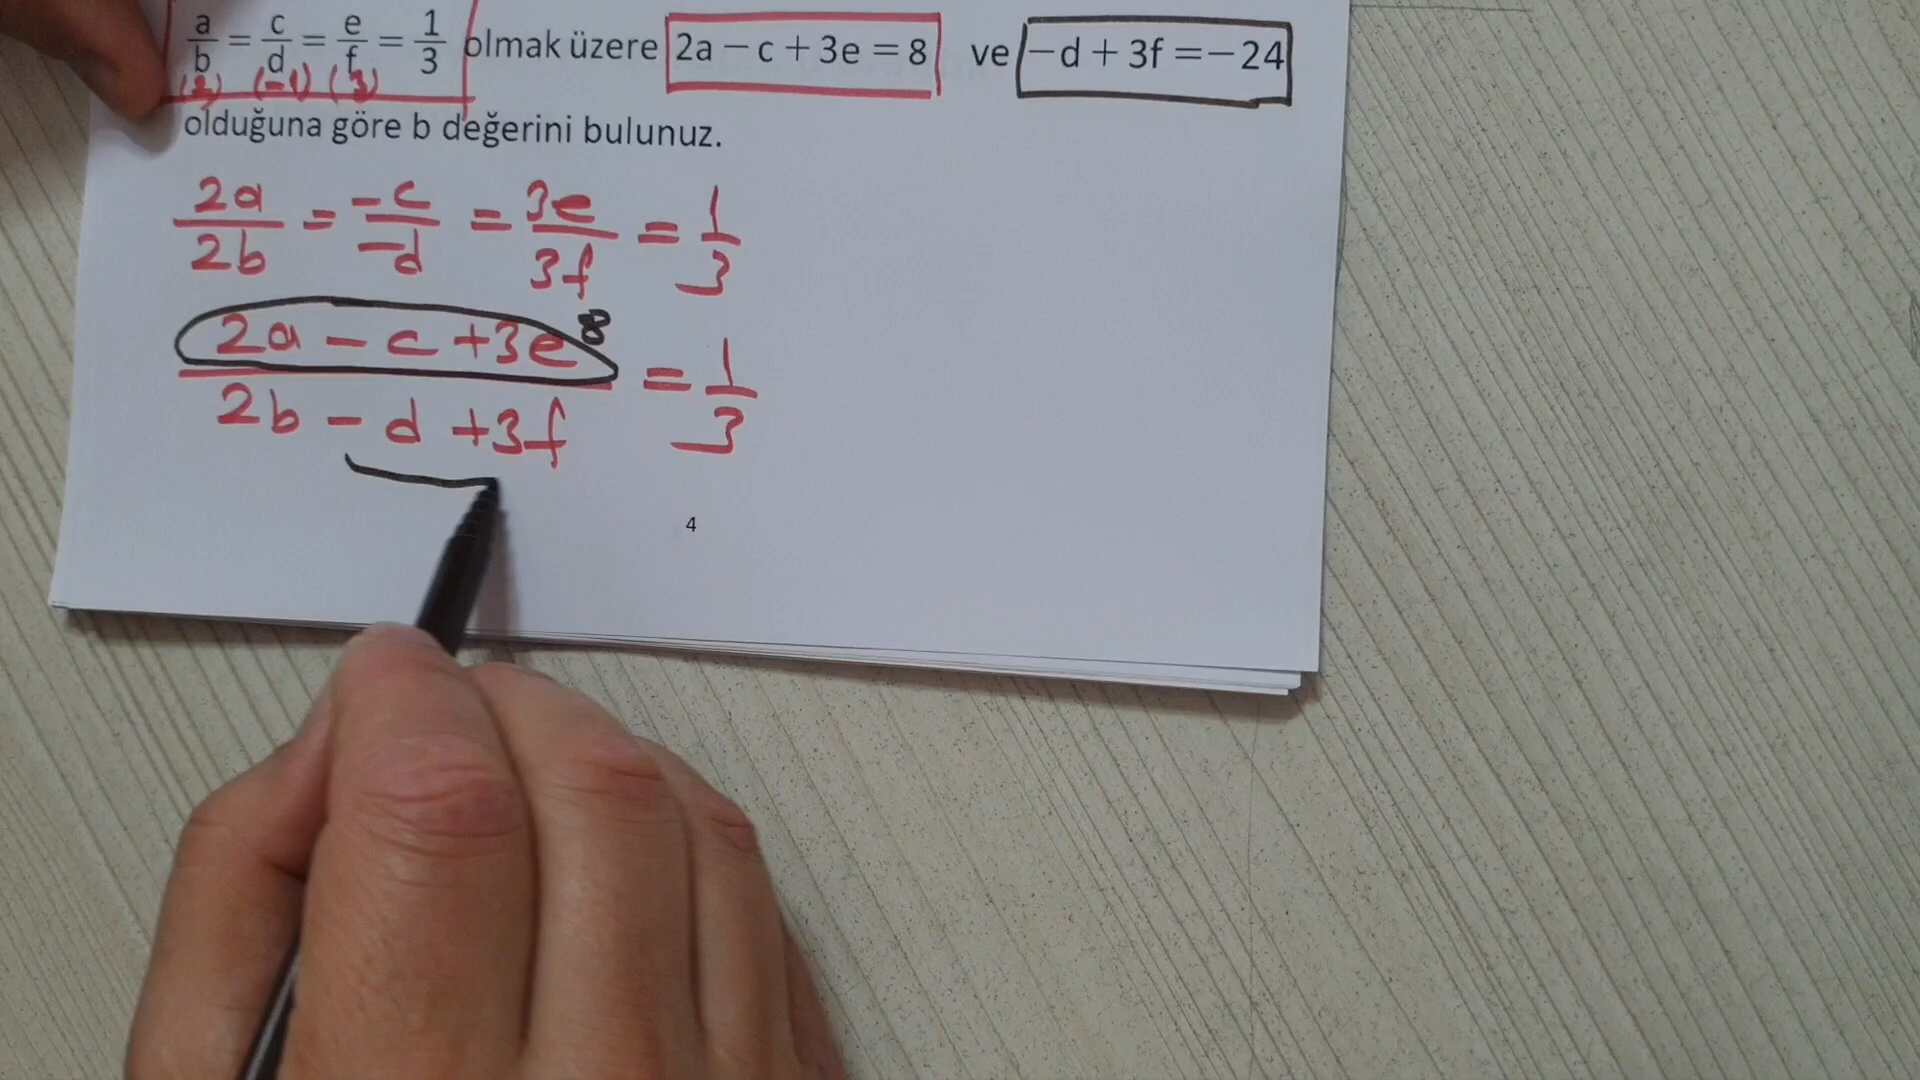 a/b = c/d = e/f = 1/3 olmak üzere 2a − c + 3e = 8 ve −d + 3f = −24
(2) (−1) (3)
olduğuna göre b değerini bulunuz.
2a/2b = −c/−d = 3e/3f = 1/3
8
2a − c + 3e / 2b − d + 3f = 1/3
4